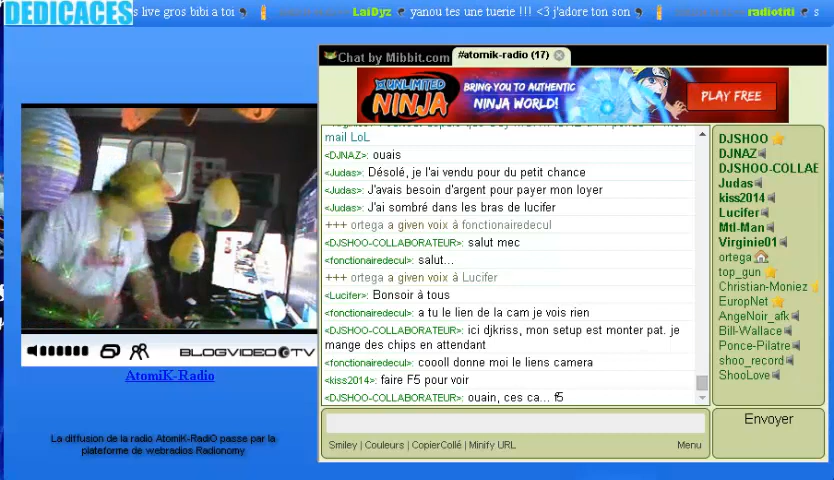 DEDICACES
s live gros bibi a toi
LaiDyz
yanou tes une tuerie !!! <3 j'adore ton son
radiotiti
s
Chat by Mibbit.com
#atomik-radio (17)
UNLIMITED NINJA
BRING YOU TO AUTHENTIC
NINJA WORLD!
PLAY FREE
mail LoL
<DJNAZ>: ouais
<Judas>: Désolé, je l'ai vendu pour du petit chance
<Judas>: J'avais besoin d'argent pour payer mon loyer
<Judas>: J'ai sombré dans les bras de lucifer
+++ ortega a given voix à fonctionairedecul
<DJSHOO-COLLABORATEUR>: salut mec
<fonctionairedecul>: salut...
+++ ortega a given voix à Lucifer
<Lucifer>: Bonsoir à tous
<fonctionairedecul>: a tu le lien de la cam je vois rien
<DJSHOO-COLLABORATEUR>: ici djkriss, mon setup est monter pat. je
mange des chips en attendant
<fonctionairedecul>: coooll donne moi le liens camera
<kiss2014>: faire F5 pour voir
<DJSHOO-COLLABORATEUR>: ouain, ces ca... f5
DJSHOO
DJNAZ
DJSHOO-COLLAE
Judas
kiss2014
Lucifer
Mtl-Man
Virginie01
ortega
top_gun
Christian-Moniez
EuropNet
AngeNoir_afk
Bill-Wallace
Ponce-Pilatre
shoo_record
ShooLove
Smiley | Couleurs | CopierCollé | Minify URL
Menu
Envoyer
BLOGVIDEO TV
AtomiK-Radio
La diffusion de la radio AtomiK-RadiO passe par la
plateforme de webradios Radionomy